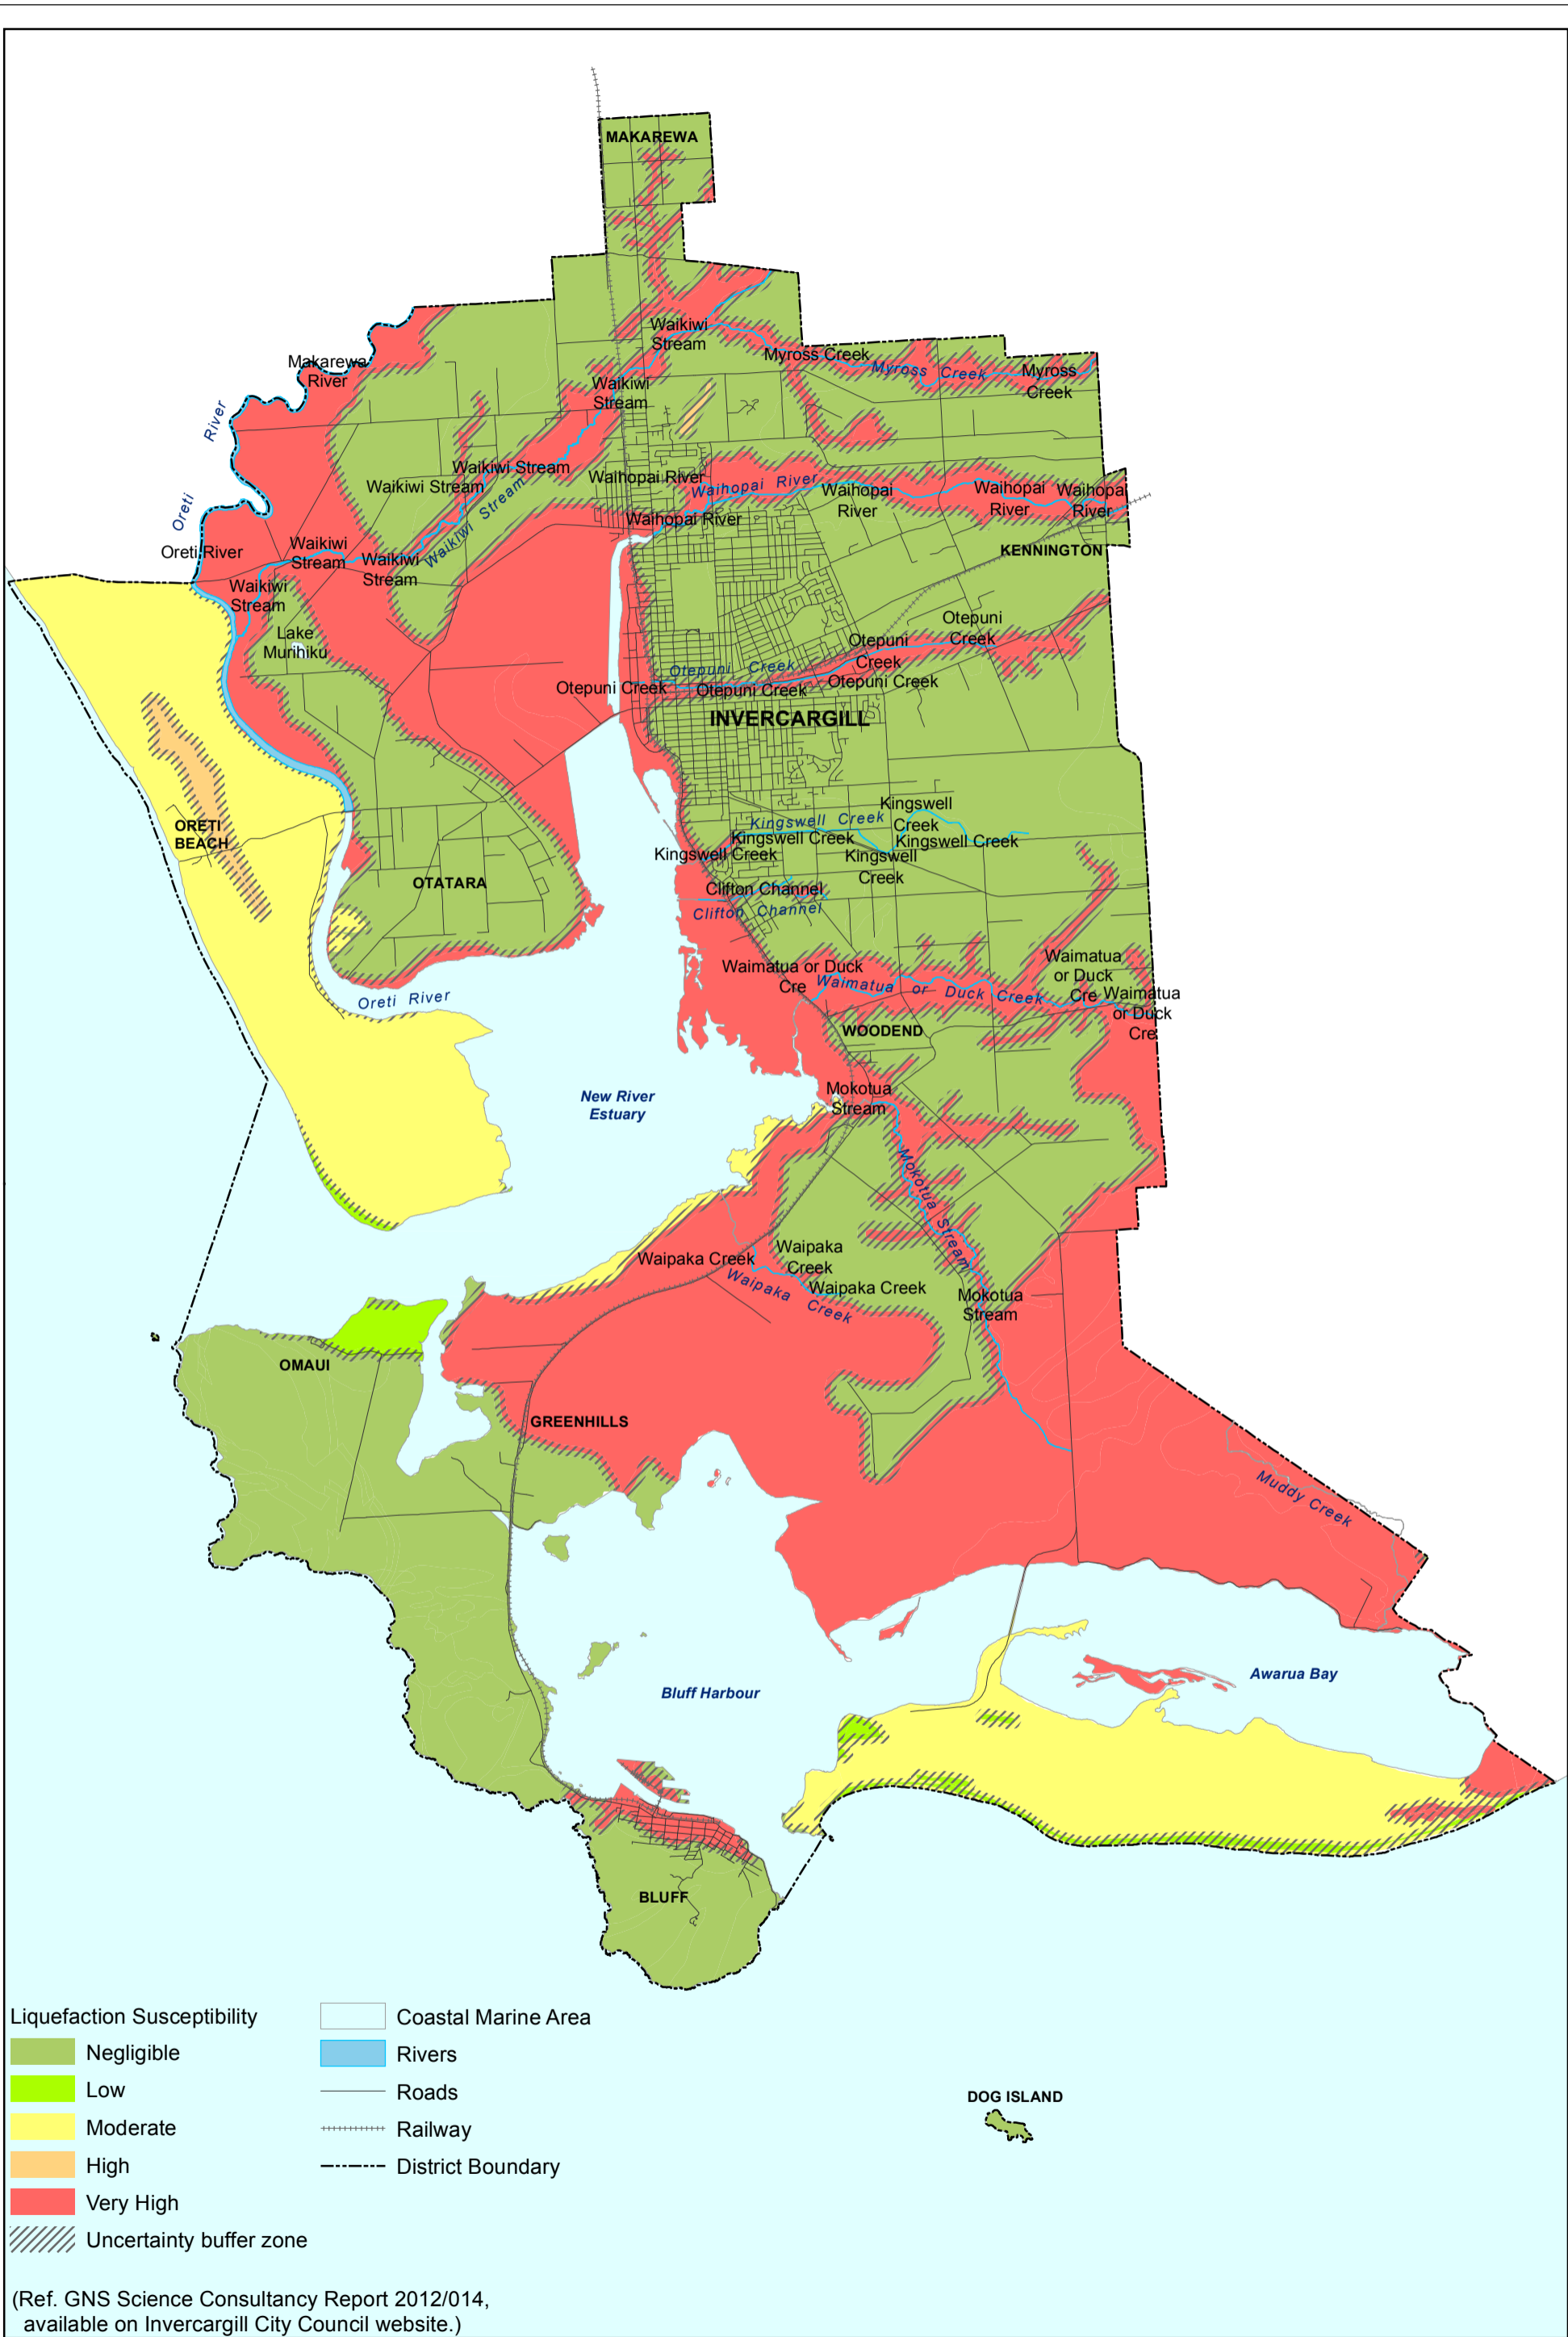 MAKAREWA
Waikiwi
Stream
Myross Creek
Myross Creek
Myross
Creek
Makarewa
River
Waikiwi
Stream
River
Oreti
Waikiwi Stream
Waikiwi Stream
Waikiwi Stream
Waihopai River
Waihopai River
Waihopai
River
Waihopai
River
Waihopai
River
Waihopai River
KENNINGTON
Oreti River
Waikiwi
Stream
Waikiwi
Stream
Waikiwi
Stream
Lake
Murihiku
Otepuni
Creek
Otepuni
Creek
Otepuni Creek
Otepuni Creek
Otepuni Creek
Otepuni Creek
INVERCARGILL
ORETI
BEACH
OTATARA
Kingswell
Creek
Kingswell Creek
Kingswell Creek
Kingswell Creek
Kingswell Creek
Kingswell
Creek
Clifton Channel
Clifton Channel
Waimatua or Duck
Cre
Waimatua or Duck Creek
Waimatua
or Duck
Cre
Waimatua
or Duck
Cre
Oreti River
WOODEND
New River
Estuary
Mokotua
Stream
Mokotua Stream
Waipaka Creek
Waipaka
Creek
Waipaka Creek
Waipaka Creek
Mokotua
Stream
OMAUI
GREENHILLS
Muddy Creek
Bluff Harbour
Awarua Bay
BLUFF
DOG ISLAND
Liquefaction Susceptibility
Negligible
Low
Moderate
High
Very High
Uncertainty buffer zone
Coastal Marine Area
Rivers
Roads
Railway
District Boundary
(Ref. GNS Science Consultancy Report 2012/014,
available on Invercargill City Council website.)